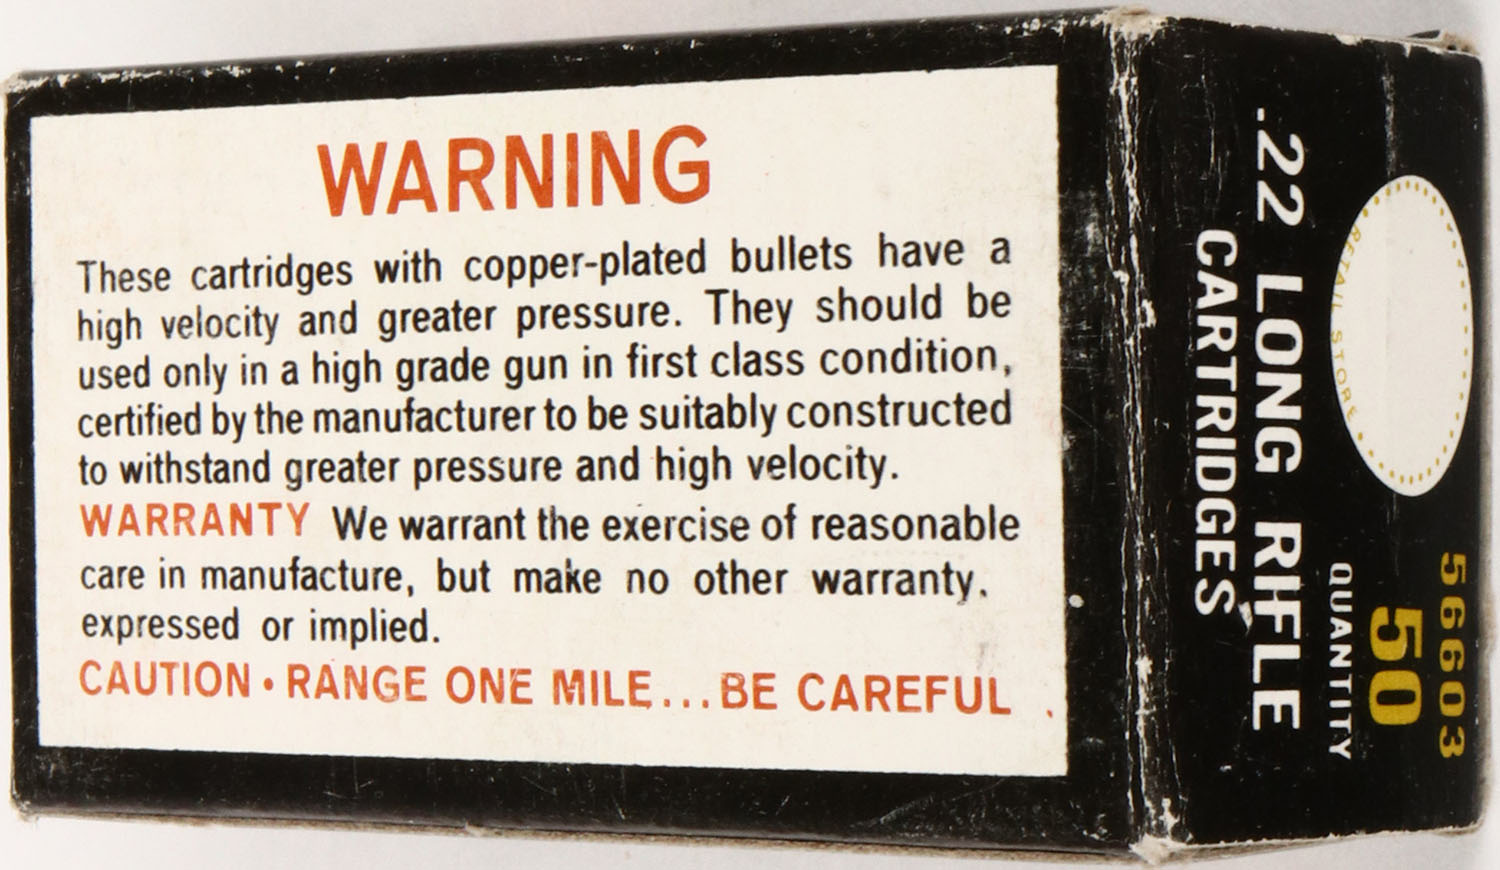 WARNING
These cartridges with copper-plated bullets have a
high velocity and greater pressure. They should be
used only in a high grade gun in first class condition,
certified by the manufacturer to be suitably constructed
to withstand greater pressure and high velocity.
WARRANTY We warrant the exercise of reasonable
care in manufacture, but make no other warranty.
expressed or implied.
CAUTION • RANGE ONE MILE...BE CAREFUL
.22 LONG RIFLE
CARTRIDGES
RETAIL STORE
QUANTITY
50
56603